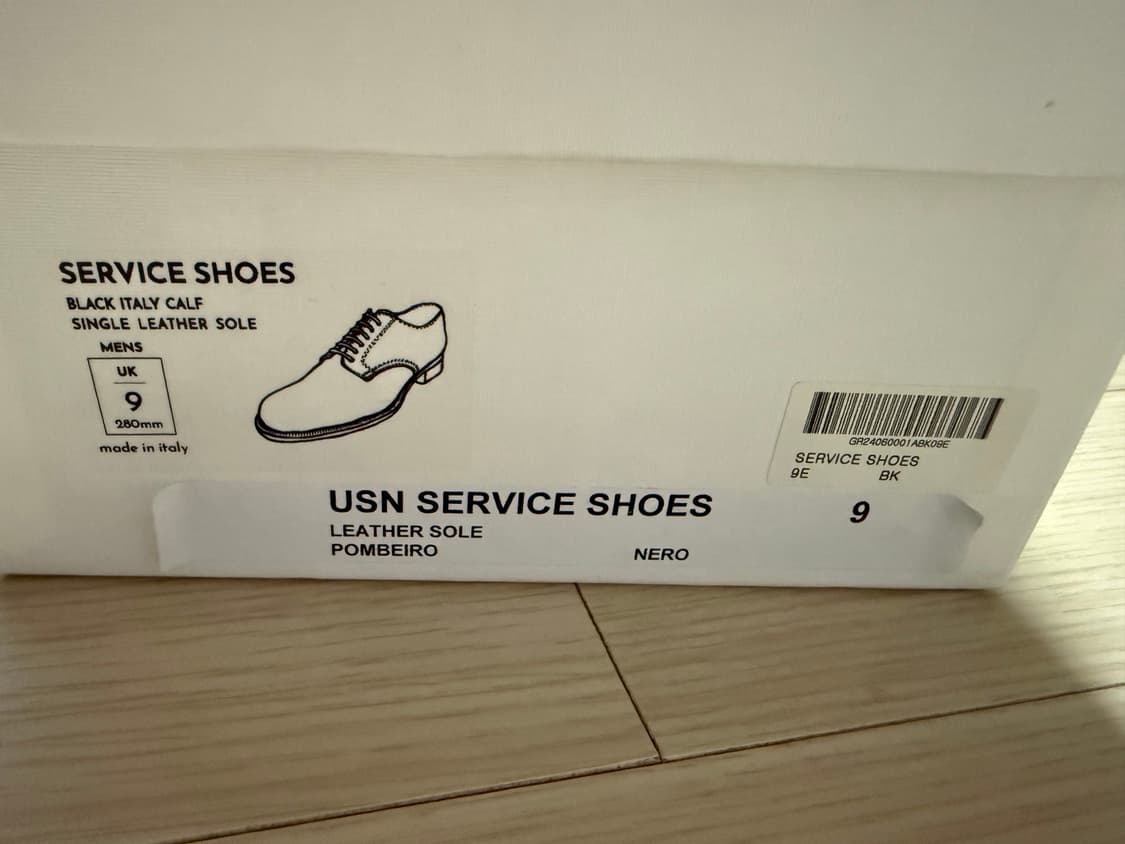 SERVICE SHOES
BLACK ITALY CALF
SINGLE LEATHER SOLE
MENS
UK
9
280mm
made in italy
GR24060001ABK09E
SERVICE SHOES
9E BK
USN SERVICE SHOES 9
LEATHER SOLE
POMBEIRO NERO